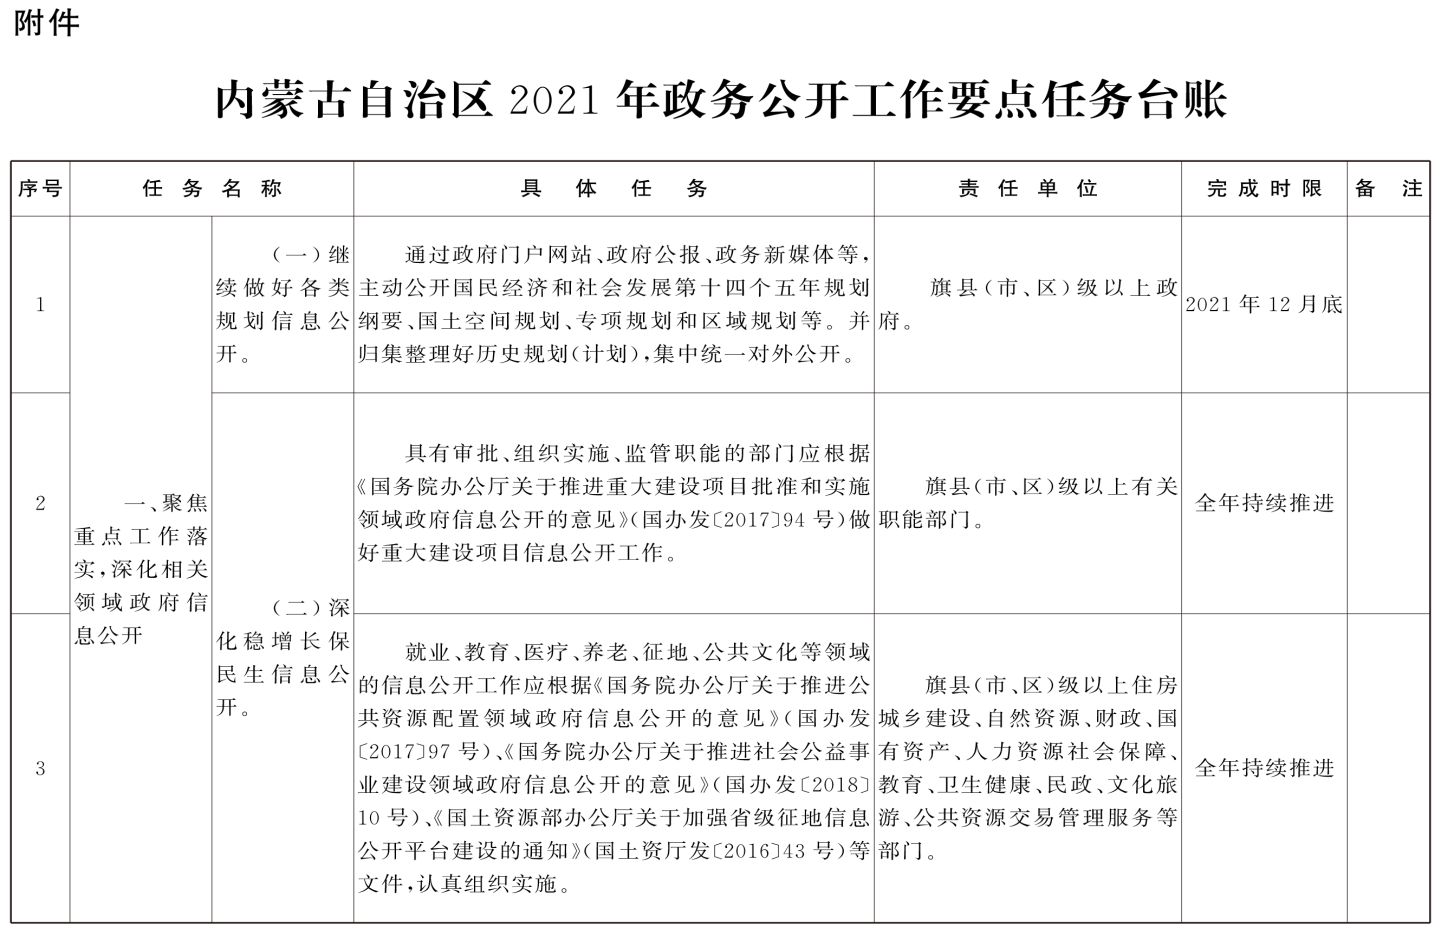 附件
内蒙古自治区 2021 年政务公开工作要点任务台账
序号 任务名称 具体任务 责任单位 完成时限 备注
1
一、聚焦
重点工作落
实,深化相关
领域政府信
息公开
（一）继
续做好各类
规划信息公
开。
通过政府门户网站、政府公报、政务新媒体等,
主动公开国民经济和社会发展第十四个五年规划
纲要、国土空间规划、专项规划和区域规划等。并
归集整理好历史规划(计划),集中统一对外公开。
旗县(市、区)级以上政
府。
2021 年 12 月底
2
（二）深
化稳增长保
民生信息公
开。
具有审批、组织实施、监管职能的部门应根据
《国务院办公厅关于推进重大建设项目批准和实施
领域政府信息公开的意见》(国办发〔2017〕94 号)做
好重大建设项目信息公开工作。
旗县(市、区)级以上有关
职能部门。
全年持续推进
3
就业、教育、医疗、养老、征地、公共文化等领域
的信息公开工作应根据《国务院办公厅关于推进公
共资源配置领域政府信息公开的意见》(国办发
〔2017〕97 号)、《国务院办公厅关于推进社会公益事
业建设领域政府信息公开的意见》(国办发〔2018〕
10 号)、《国土资源部办公厅关于加强省级征地信息
公开平台建设的通知》(国土资厅发〔2016〕43 号)等
文件,认真组织实施。
旗县(市、区)级以上住房
城乡建设、自然资源、财政、国
有资产、人力资源社会保障、
教育、卫生健康、民政、文化旅
游、公共资源交易管理服务等
部门。
全年持续推进